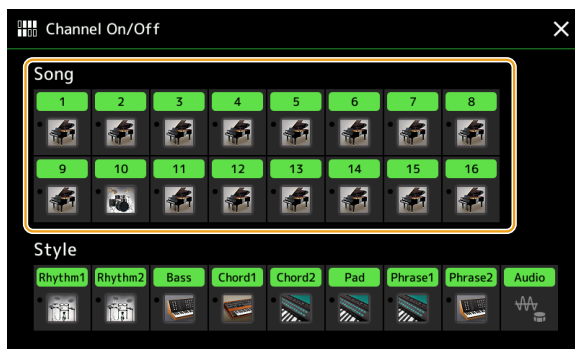 Channel On/Off
Song
1 2 3 4 5 6 7 8
9 10 11 12 13 14 15 16
Style
Rhythm1 Rhythm2 Bass Chord1 Chord2 Pad Phrase1 Phrase2 Audio